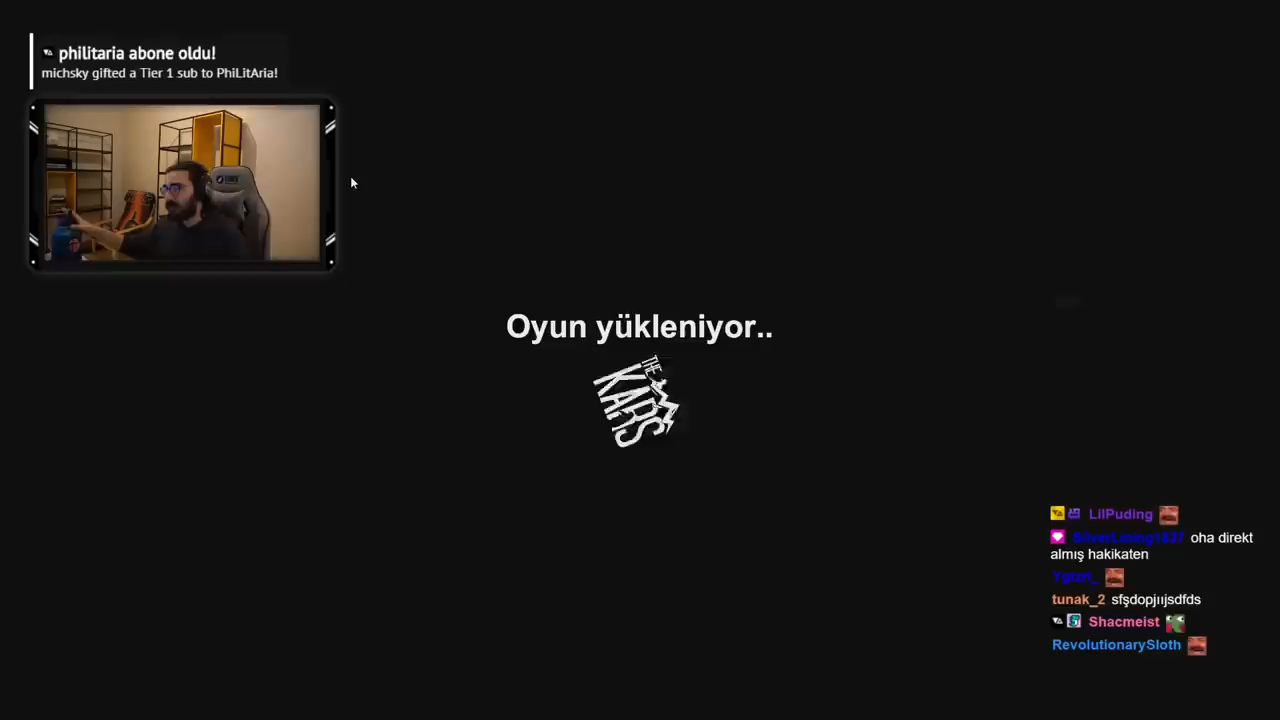 philitaria abone oldu!
michsky gifted a Tier 1 sub to PhiLitAria!
Oyun yükleniyor..
THE
KARS
LilPuding
oha direkt
almış hakikaten
tunak_2 sfşdopjıijsdfds
Shacmeist
RevolutionarySloth